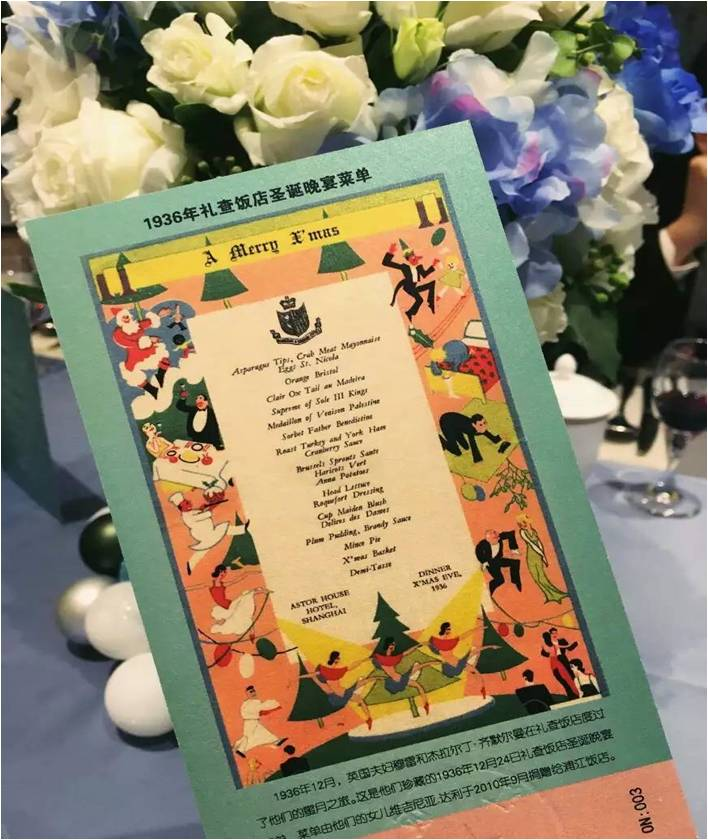 1936年礼查饭店圣诞晚宴菜单
A Merry X'mas
Asparagus Tips, Crab Meat Mayonnaise
Eggs St. Nicola
Orange Bristol
Clair Ox Tail au Madeira
Supreme of Sole III Kings
Medaillon of Venison Palestine
Sorbet Father Benedictine
Roast Turkey and York Ham
Cranberry Sauce
Brussels Sprouts Saute
Haricots Vert
Anna Potatoes
Head Lettuce
Roquefort Dressing
Cup Maiden Blush
Delices des Dames
Plum Pudding, Brandy Sauce
Mince Pie
X'mas Basket
Demi-Tasse
ASTOR HOUSE
HOTEL,
SHANGHAI
DINNER
X'MAS EVE,
1936
1936年12月，英国夫妇穆雷和杰拉尔丁·齐默尔曼在礼查饭店度过
了他们的蜜月之旅。这是他们珍藏的1936年12月24日礼查饭店圣诞晚宴
菜单由他们的女儿维吉尼亚.达利于2010年9月捐赠给浦江饭店。
NO:003